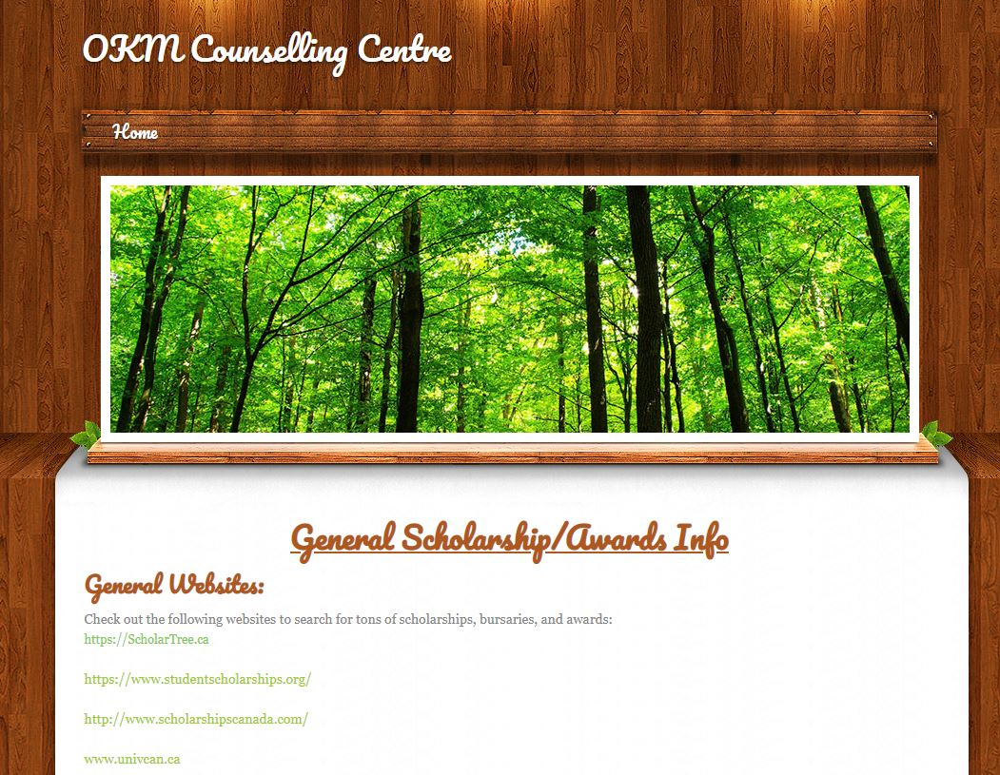 OKM Counselling Centre
Home
General Scholarship/Awards Info
General Websites:
Check out the following websites to search for tons of scholarships, bursaries, and awards:
https://ScholarTree.ca
https://www.studentscholarships.org/
http://www.scholarshipscanada.com/
www.univcan.ca